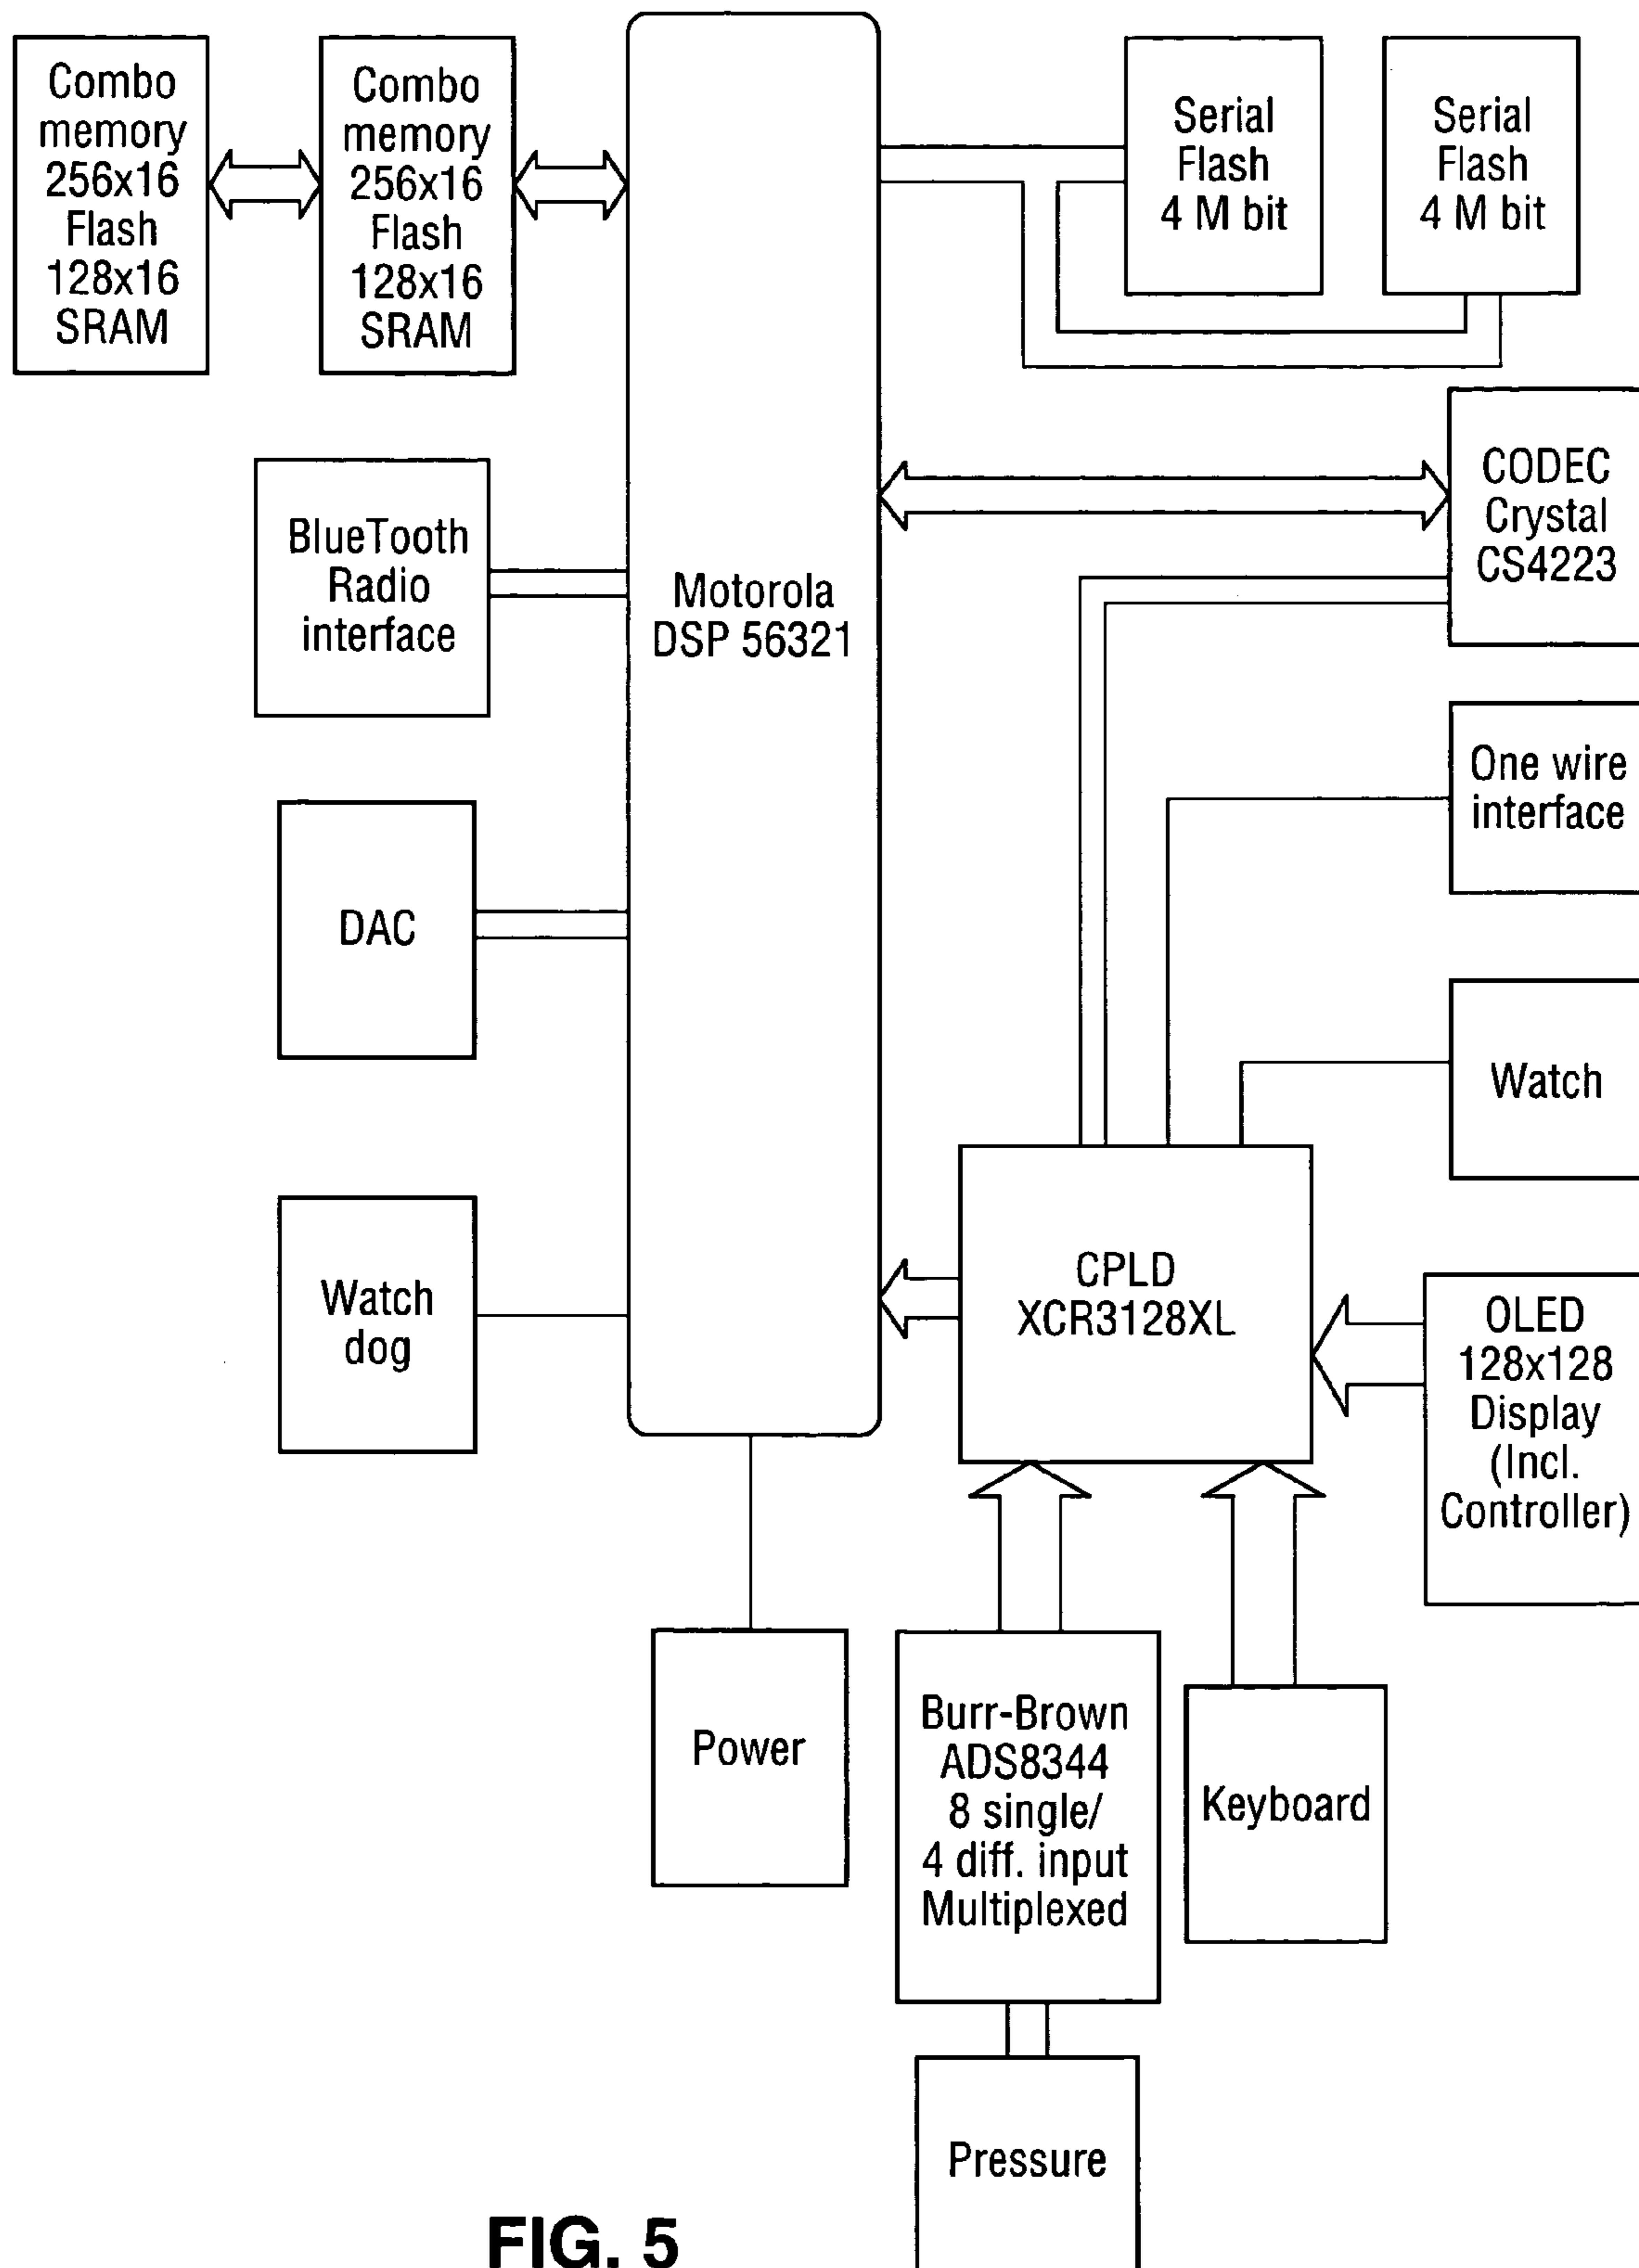 Combo
memory
256x16
Flash
128x16
SRAM
Combo
memory
256x16
Flash
128x16
SRAM
Serial
Flash
4 M bit
Serial
Flash
4 M bit
CODEC
Crystal
CS4223
BlueTooth
Radio
interface
Motorola
DSP 56321
One wire
interface
DAC
Watch
Watch
dog
CPLD
XCR3128XL
OLED
128x128
Display
(Incl.
Controller)
Power
Burr-Brown
ADS8344
8 single/
4 diff. input
Multiplexed
Keyboard
Pressure
FIG. 5